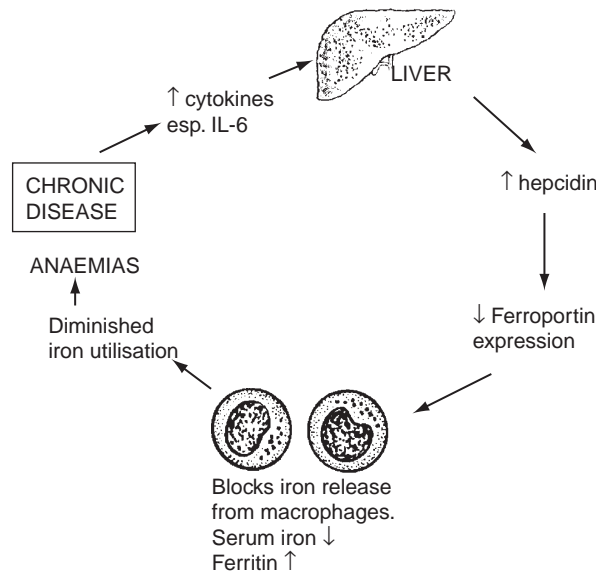 LIVER
↑ cytokines
esp. IL-6
CHRONIC
DISEASE
↑ hepcidin
ANAEMIAS
↓ Ferroportin
expression
Diminished
iron utilisation
Blocks iron release
from macrophages.
Serum iron ↓
Ferritin ↑